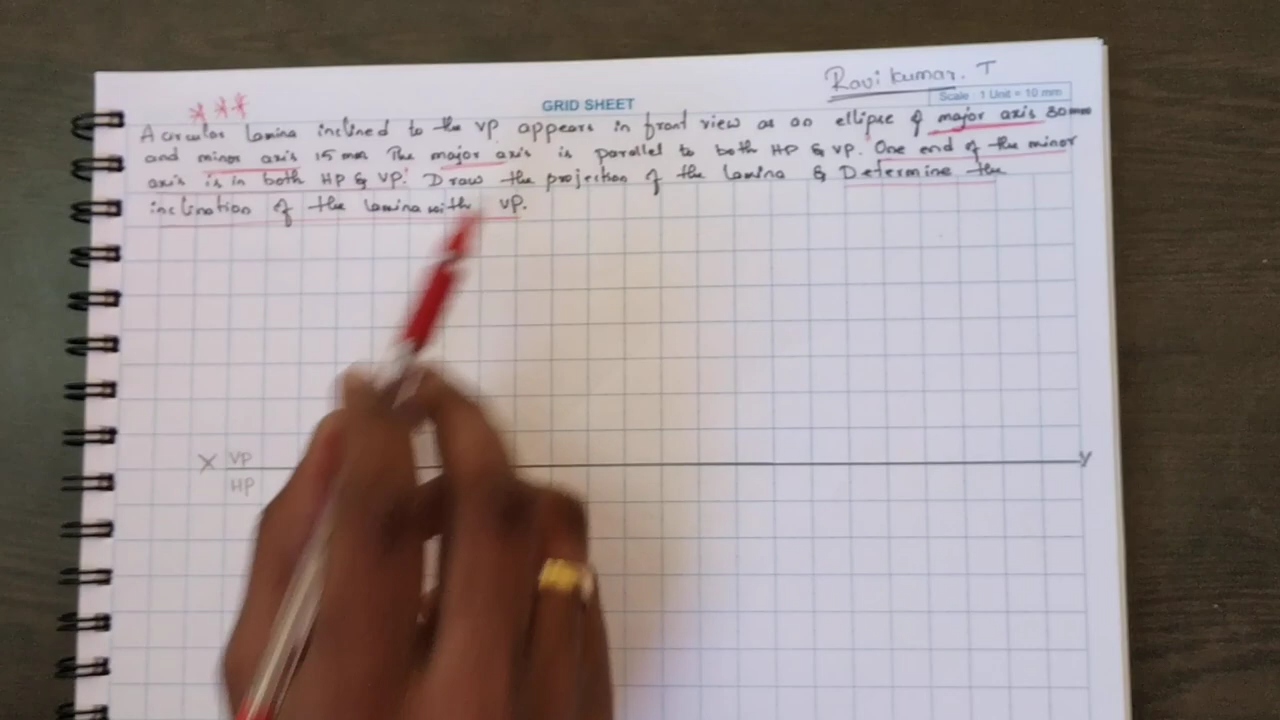 Ravi kumar. T
GRID SHEET
Scale : 1 Unit = 10 mm
A circular lamina inclined to the VP appears in front view as an ellipse of major axis 30mm
and minor axis 15 mm. The major axis is parallel to both HP & VP. One end of the minor
axis is in both HP & VP. Draw the projection of the lamina & Determine the
inclination of the lamina with VP.
X VP
HP
Y